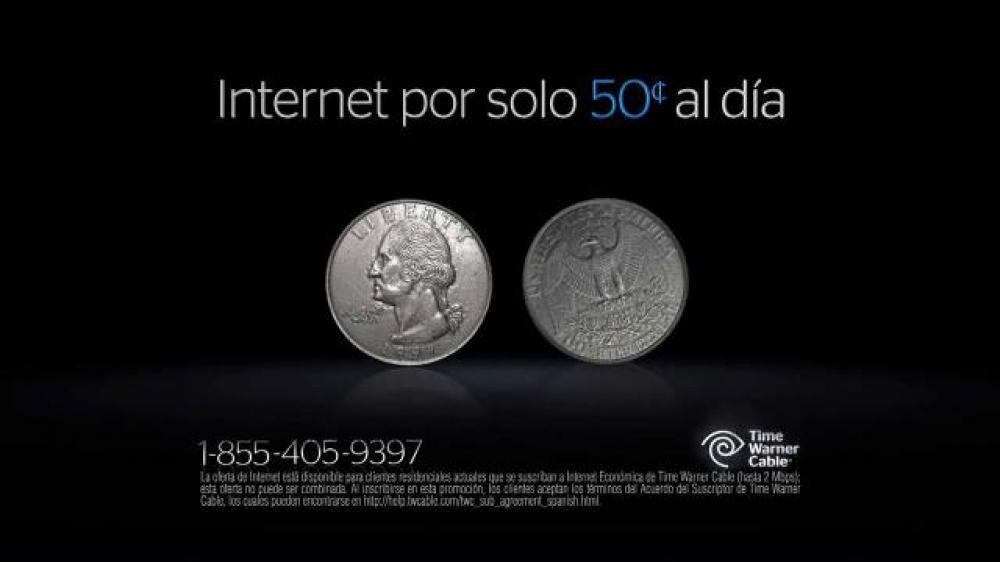 Internet por solo 50¢ al día
LIBERTY
1-855-405-9397
Time
Warner
Cable
La oferta de Internet está disponible para clientes residenciales actuales que se suscriban a Internet Económico de Time Warner Cable (hasta 2 Mbps);
esta oferta no puede ser combinada. Al inscribirse en esta promoción, los clientes aceptan los términos del Acuerdo del Suscriptor de Time Warner
Cable, los cuales pueden encontrarse en http://help.twcable.com/twc_sub_agreement_spanish.html.